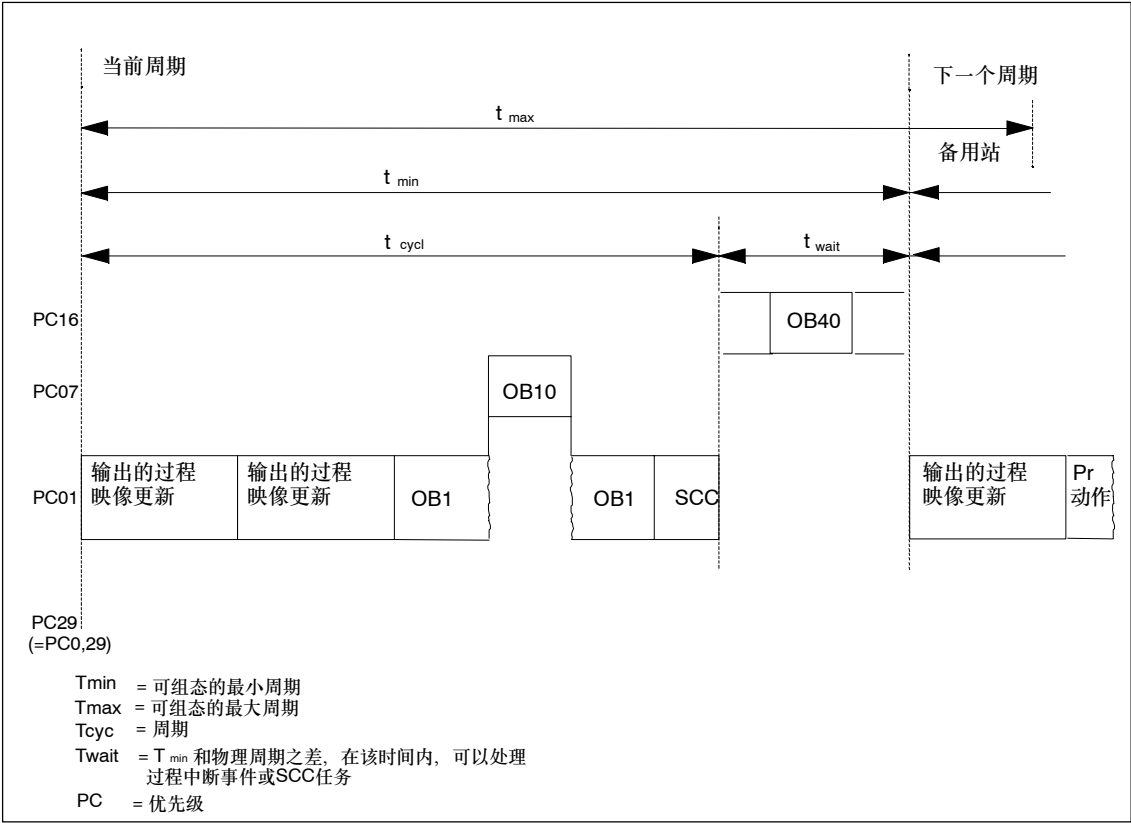 当前周期
下一个周期
t max
备用站
t min
t cycl
t wait
PC16
OB40
PC07
OB10
PC01
输出的过程
映像更新
输出的过程
映像更新
OB1
OB1
SCC
输出的过程
映像更新
Pr
动作
PC29
(=PC0,29)
Tmin = 可组态的最小周期
Tmax = 可组态的最大周期
Tcyc = 周期
Twait = T min 和物理周期之差，在该时间内，可以处理
过程中断事件或SCC任务
PC = 优先级